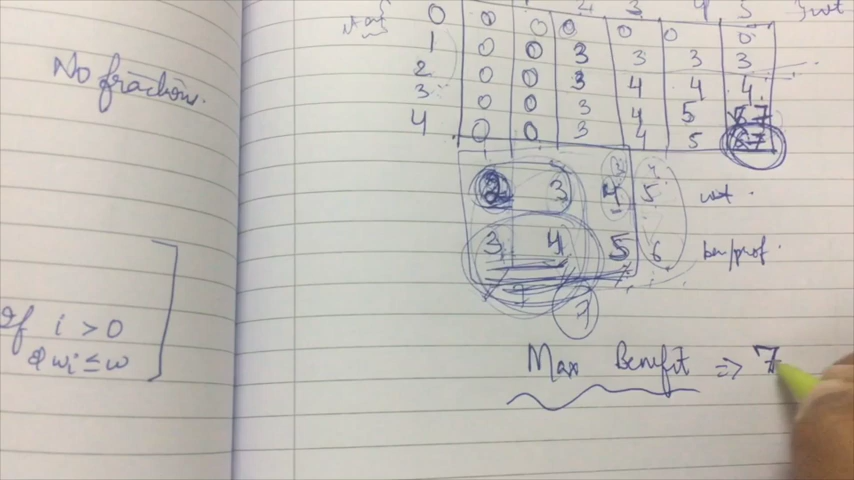 No fractions.
If i > 0
& wi ≤ w
0 0 0 0 0 0 0
1 0 0 3 3 3 3
2 0 0 3 4 4 4
3 0 0 3 4 5 7
4 0 0 3 4 5 7
2 3 4 5 wt.
3 4 5 6 ben/prof.
7
Max Benefit => 7